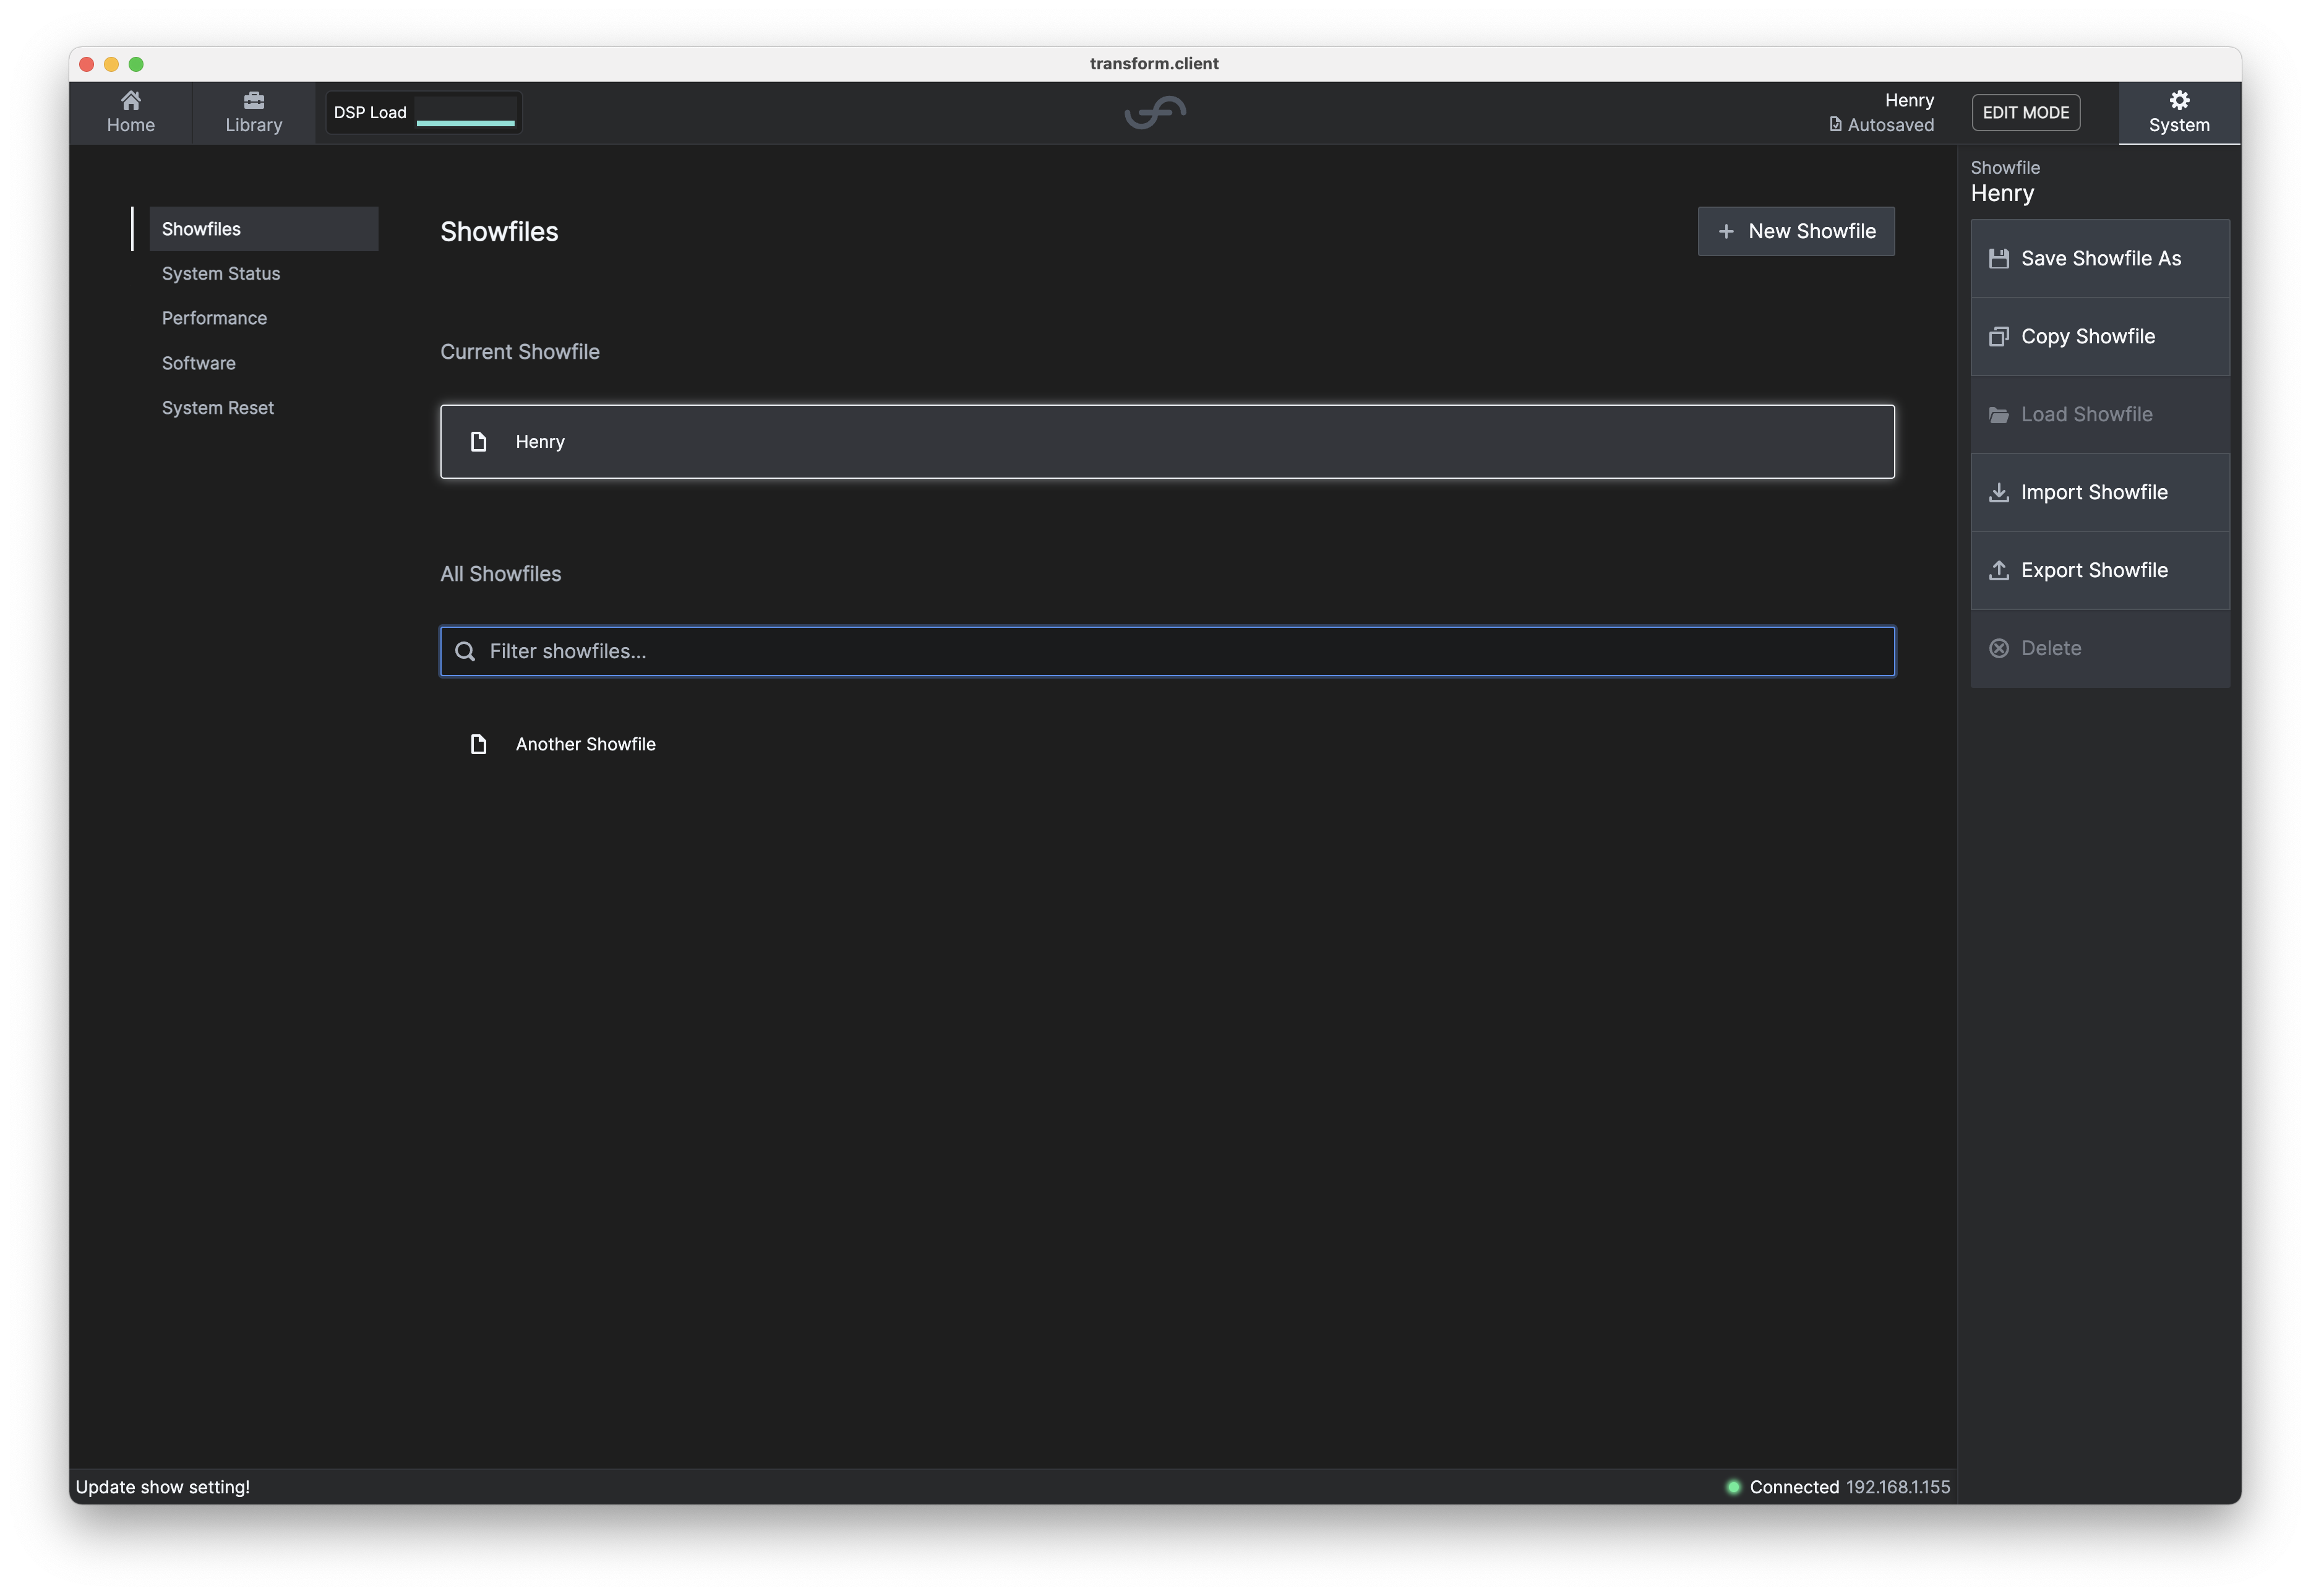 transform.client
Home
Library
DSP Load
Henry
Autosaved
EDIT MODE
System
Showfiles
System Status
Performance
Software
System Reset
Showfiles
New Showfile
Current Showfile
Henry
All Showfiles
Filter showfiles...
Another Showfile
Showfile
Henry
Save Showfile As
Copy Showfile
Load Showfile
Import Showfile
Export Showfile
Delete
Update show setting!
Connected 192.168.1.155